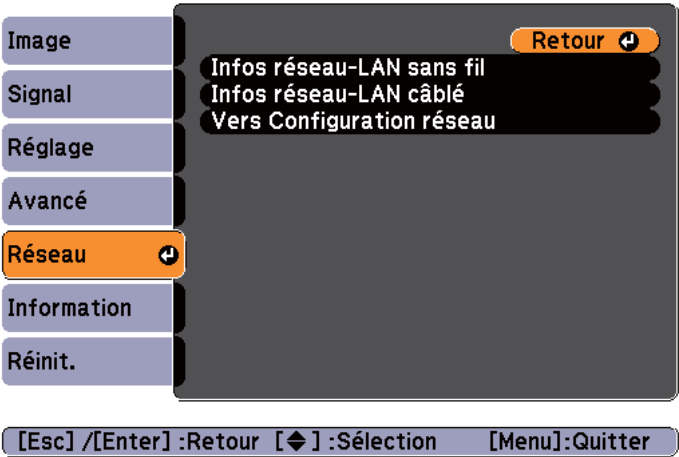 Image
Signal
Réglage
Avancé
Réseau
Information
Réinit.
Retour
Infos réseau-LAN sans fil
Infos réseau-LAN câblé
Vers Configuration réseau
[Esc] /[Enter] :Retour [◆] :Sélection [Menu]:Quitter